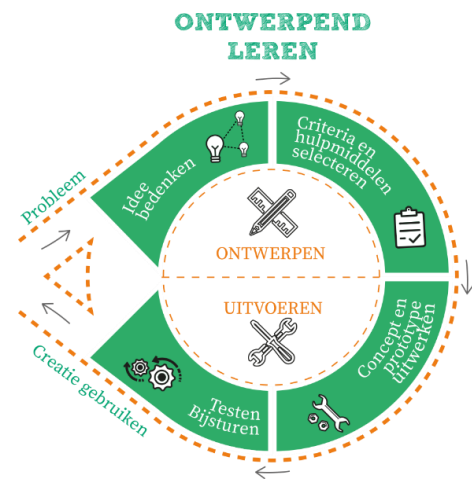 ONTWERPEND
LEREN
Probleem
Idee
bedenken
Criteria en
hulpmiddelen
selecteren
ONTWERPEN
UITVOEREN
Concept en
prototype
uitwerken
Testen
Bijsturen
Creatie gebruiken